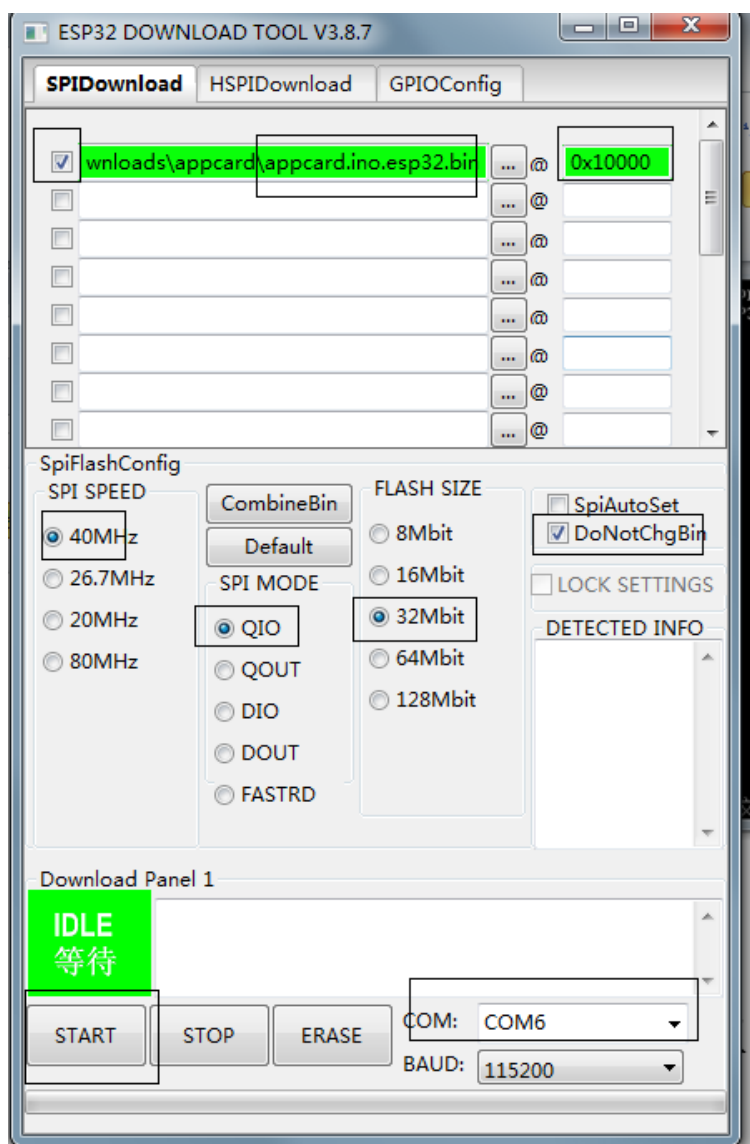 ESP32 DOWNLOAD TOOL V3.8.7
SPIDownload HSPIDownload GPIOConfig
wnloads\appcard\appcard.ino.esp32.bin ... @ 0x10000
... @
... @
... @
... @
... @
... @
... @
SpiFlashConfig
SPI SPEED
40MHz
26.7MHz
20MHz
80MHz
CombineBin
Default
SPI MODE
QIO
QOUT
DIO
DOUT
FASTRD
FLASH SIZE
8Mbit
16Mbit
32Mbit
64Mbit
128Mbit
SpiAutoSet
DoNotChgBin
LOCK SETTINGS
DETECTED INFO
Download Panel 1
IDLE
等待
START STOP ERASE
COM: COM6
BAUD: 115200